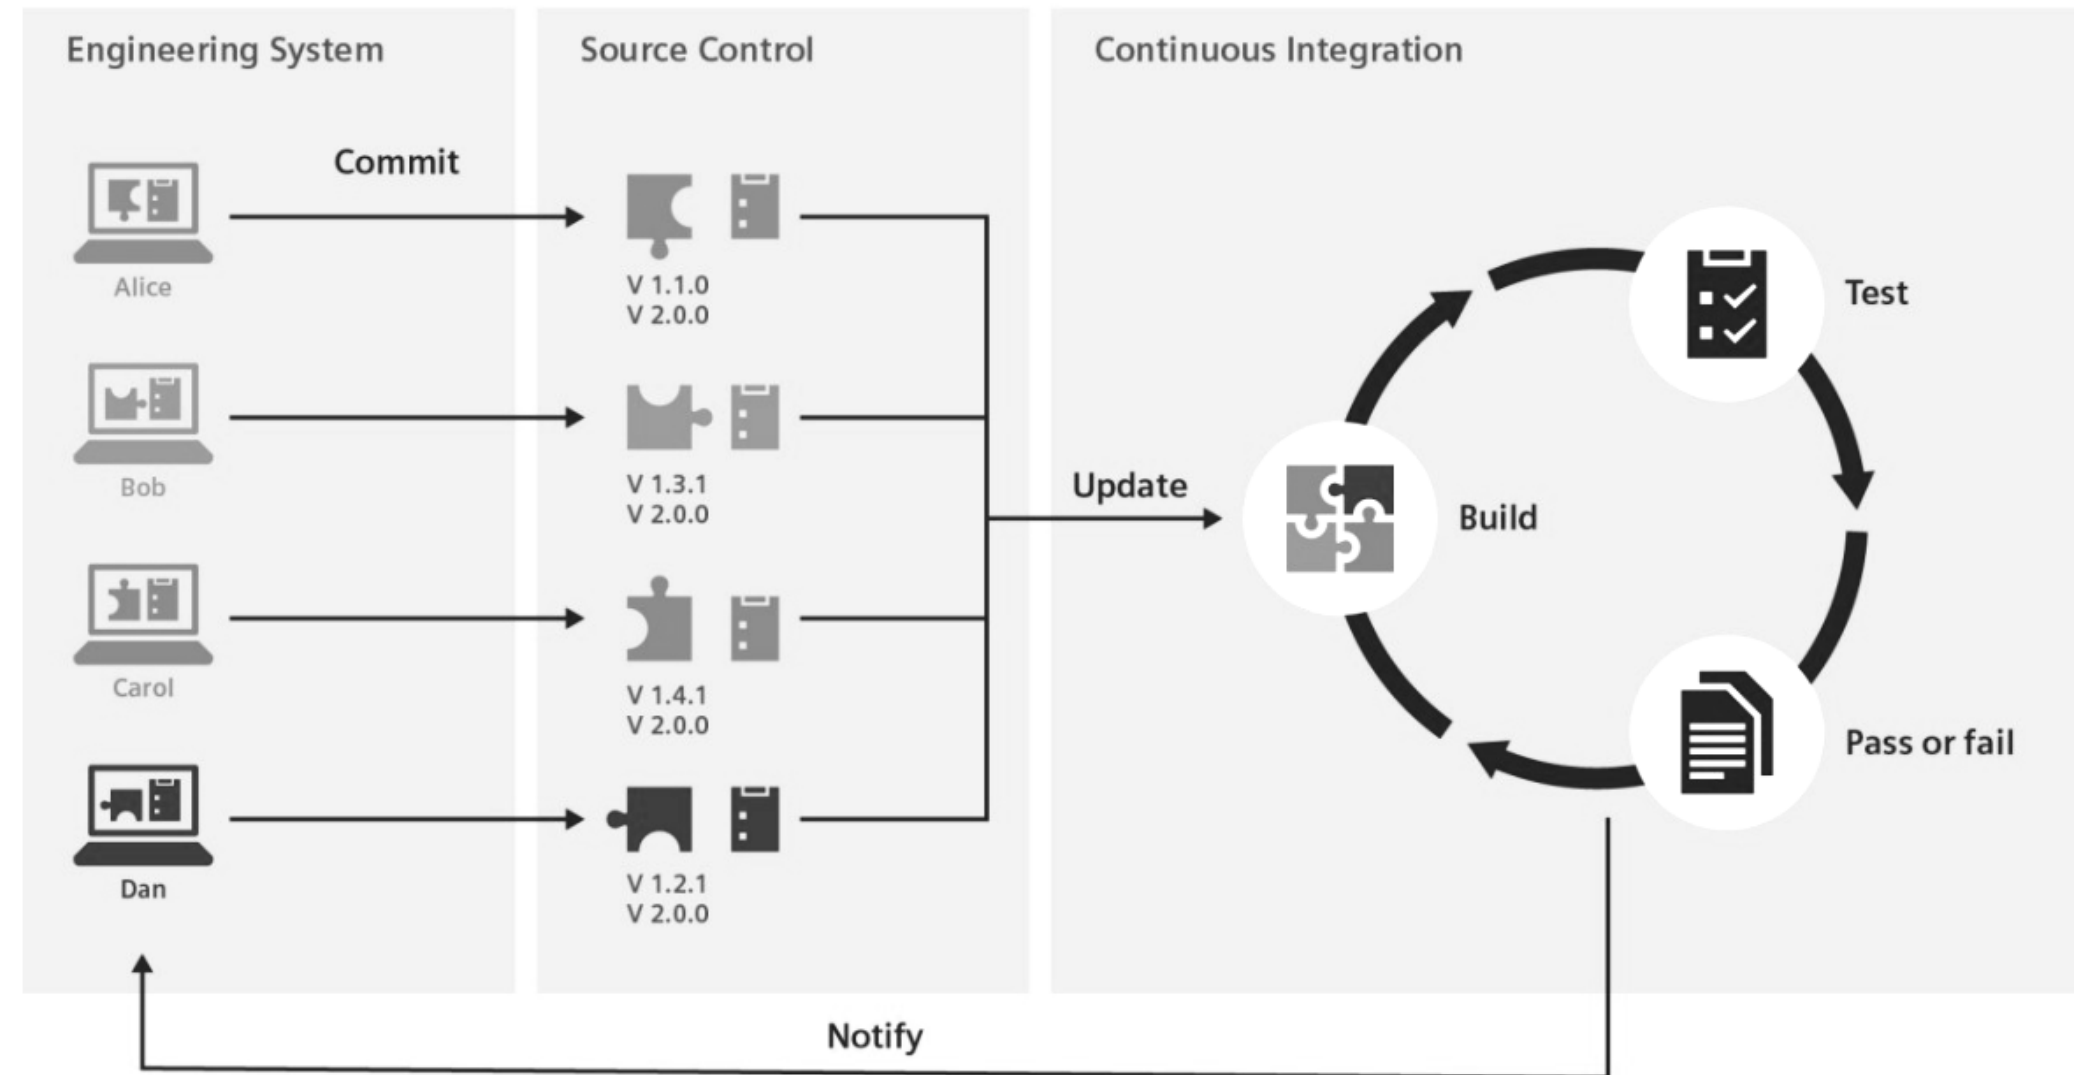 Engineering System
Source Control
Continuous Integration
Commit
Alice
V 1.1.0
V 2.0.0
Bob
V 1.3.1
V 2.0.0
Carol
V 1.4.1
V 2.0.0
Dan
V 1.2.1
V 2.0.0
Update
Build
Test
Pass or fail
Notify